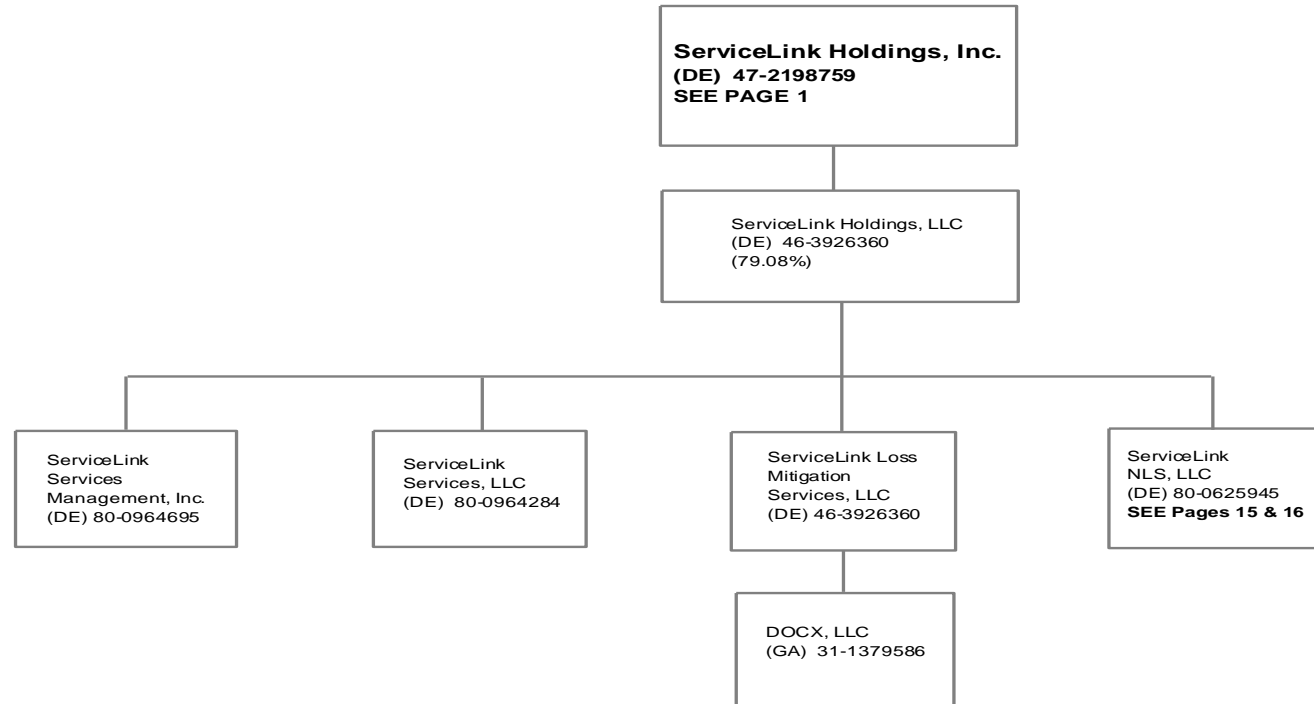 ServiceLink Holdings, Inc.
(DE) 47-2198759
SEE PAGE 1
ServiceLink Holdings, LLC
(DE) 46-3926360
(79.08%)
ServiceLink
Services
Management, Inc.
(DE) 80-0964695
ServiceLink
Services, LLC
(DE) 80-0964284
ServiceLink Loss
Mitigation
Services, LLC
(DE) 46-3926360
ServiceLink
NLS, LLC
(DE) 80-0625945
SEE Pages 15 & 16
DOCX, LLC
(GA) 31-1379586